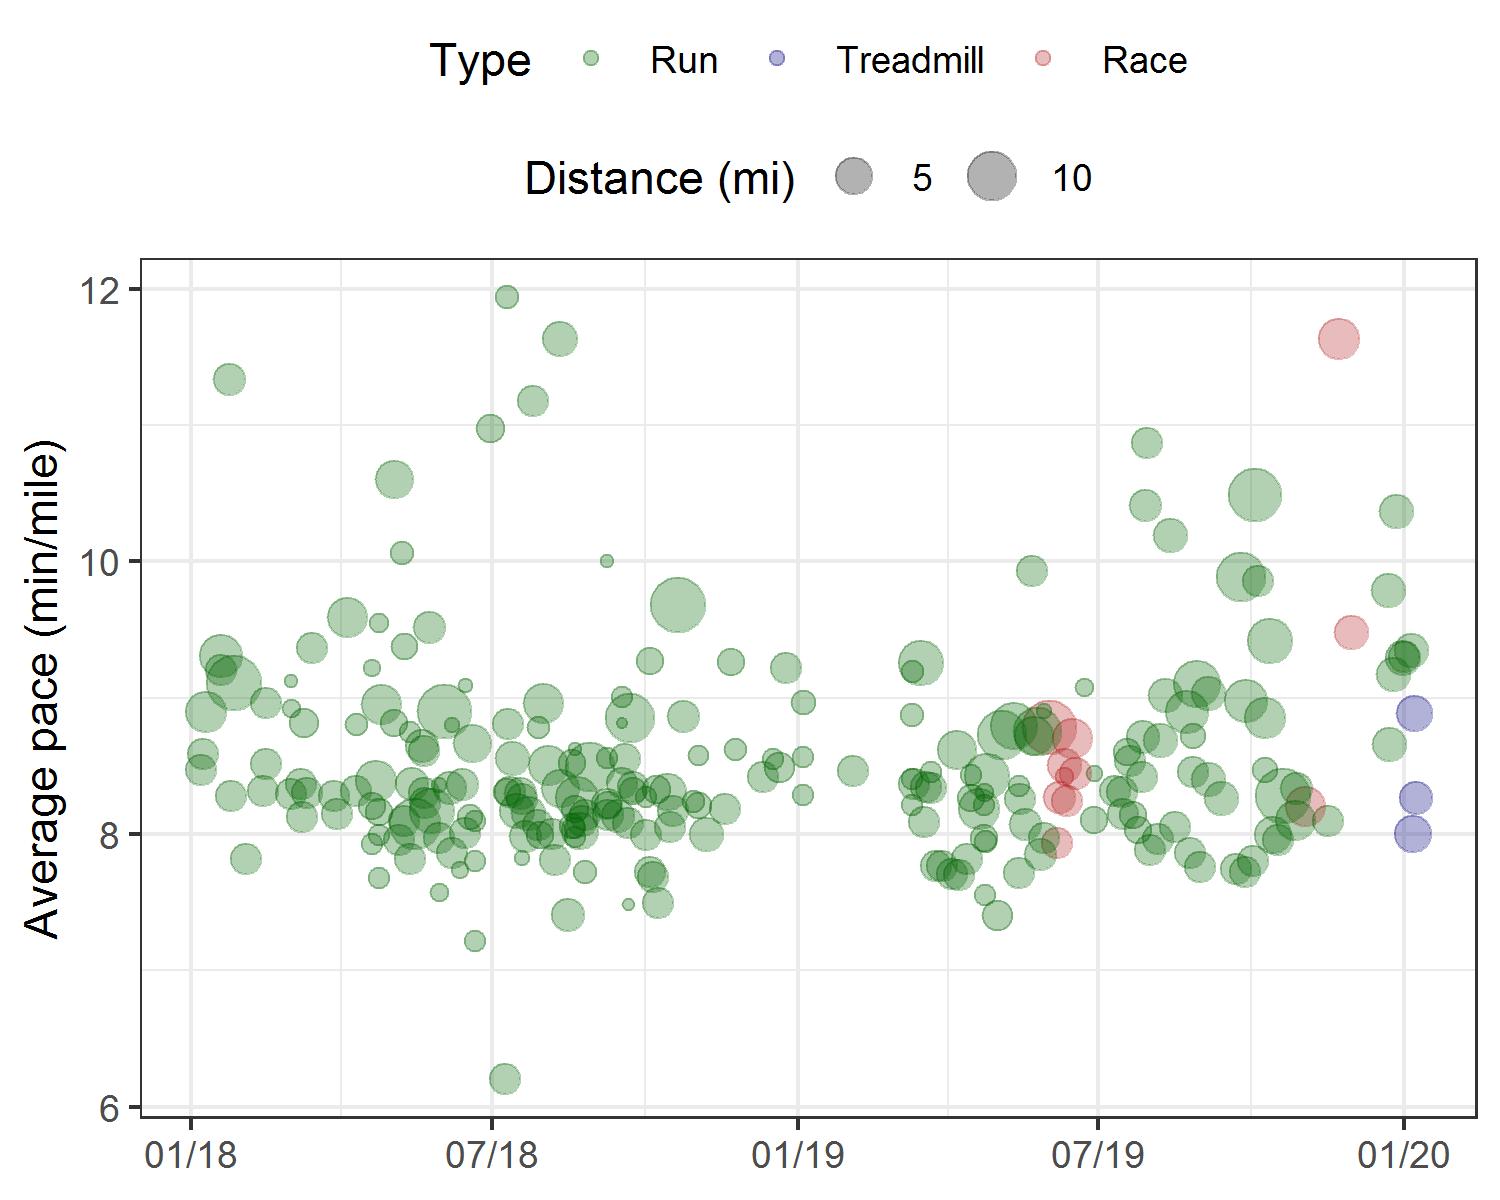 Type Run Treadmill Race
Distance (mi) 5 10
Average pace (min/mile)
12
10
8
6
01/18 07/18 01/19 07/19 01/20